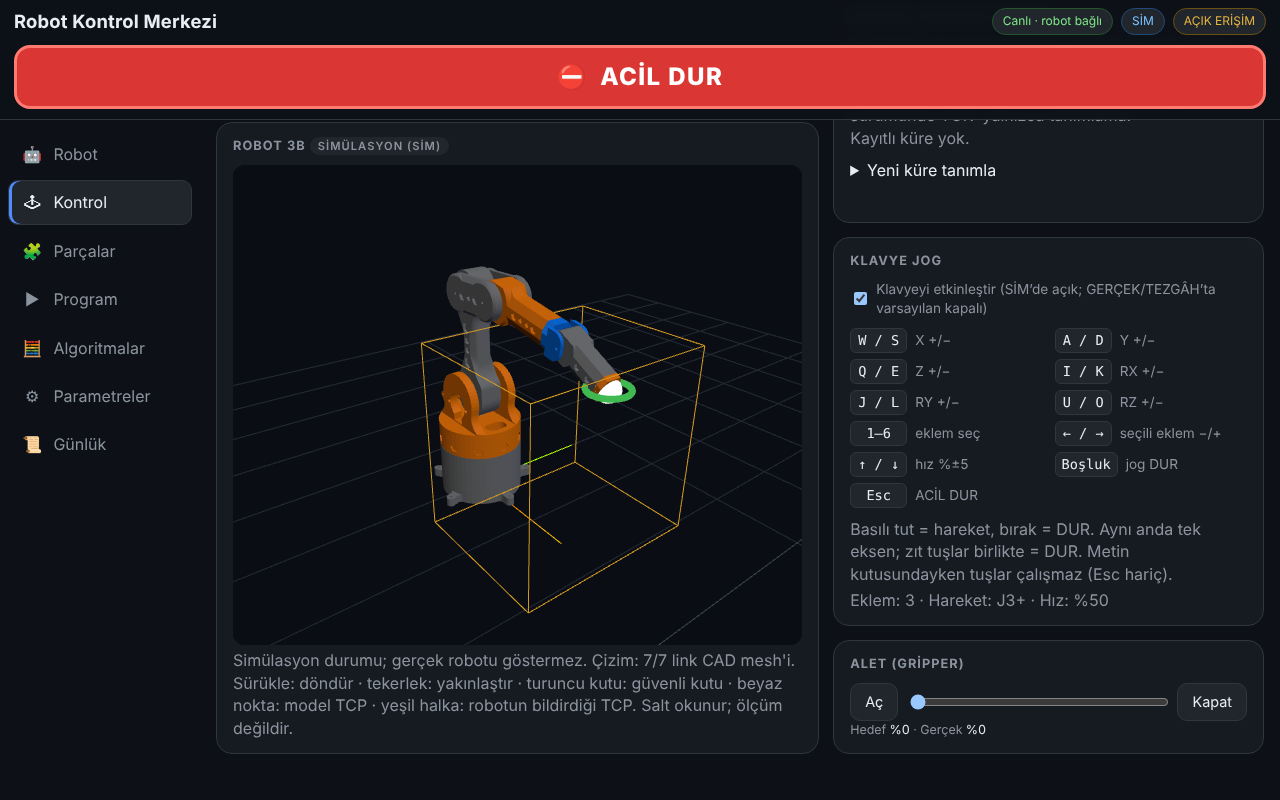 Robot Kontrol Merkezi
Canlı · robot bağlı
SİM
AÇIK ERİŞİM
ACİL DUR
Robot
Kontrol
Parçalar
Program
Algoritmalar
Parametreler
Günlük
ROBOT 3B
SİMÜLASYON (SİM)
Simülasyon durumu; gerçek robotu göstermez. Çizim: 7/7 link CAD mesh'i.
Sürükle: döndür · tekerlek: yakınlaştır · turuncu kutu: güvenli kutu · beyaz
nokta: model TCP · yeşil halka: robotun bildirdiği TCP. Salt okunur; ölçüm
değildir.
Kayıtlı küre yok.
Yeni küre tanımla
KLAVYE JOG
Klavyeyi etkinleştir (SİM’de açık; GERÇEK/TEZGÂH’ta
varsayılan kapalı)
W / S X +/−
A / D Y +/−
Q / E Z +/−
I / K RX +/−
J / L RY +/−
U / O RZ +/−
1–6 eklem seç
← / → seçili eklem −/+
↑ / ↓ hız %±5
Boşluk jog DUR
Esc ACİL DUR
Basılı tut = hareket, bırak = DUR. Aynı anda tek
eksen; zıt tuşlar birlikte = DUR. Metin
kutusundayken tuşlar çalışmaz (Esc hariç).
Eklem: 3 · Hareket: J3+ · Hız: %50
ALET (GRİPPER)
Aç
Kapat
Hedef %0 · Gerçek %0